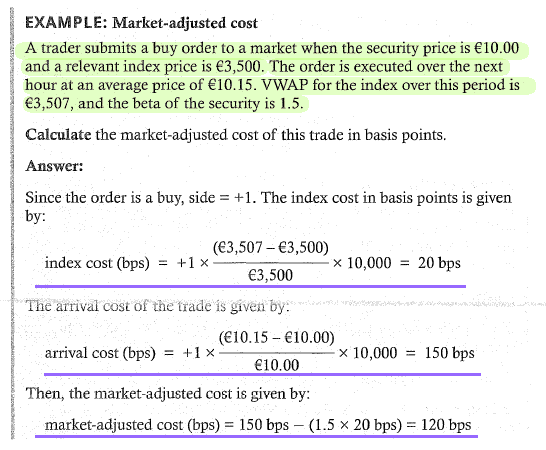 EXAMPLE: Market-adjusted cost
A trader submits a buy order to a market when the security price is €10.00
and a relevant index price is €3,500. The order is executed over the next
hour at an average price of €10.15. VWAP for the index over this period is
€3,507, and the beta of the security is 1.5.
Calculate the market-adjusted cost of this trade in basis points.
Answer:
Since the order is a buy, side = +1. The index cost in basis points is given
by:
index cost (bps) = +1 × (€3,507 – €3,500) / €3,500 × 10,000 = 20 bps
The arrival cost of the trade is given by:
arrival cost (bps) = +1 × (€10.15 – €10.00) / €10.00 × 10,000 = 150 bps
Then, the market-adjusted cost is given by:
market-adjusted cost (bps) = 150 bps – (1.5 × 20 bps) = 120 bps